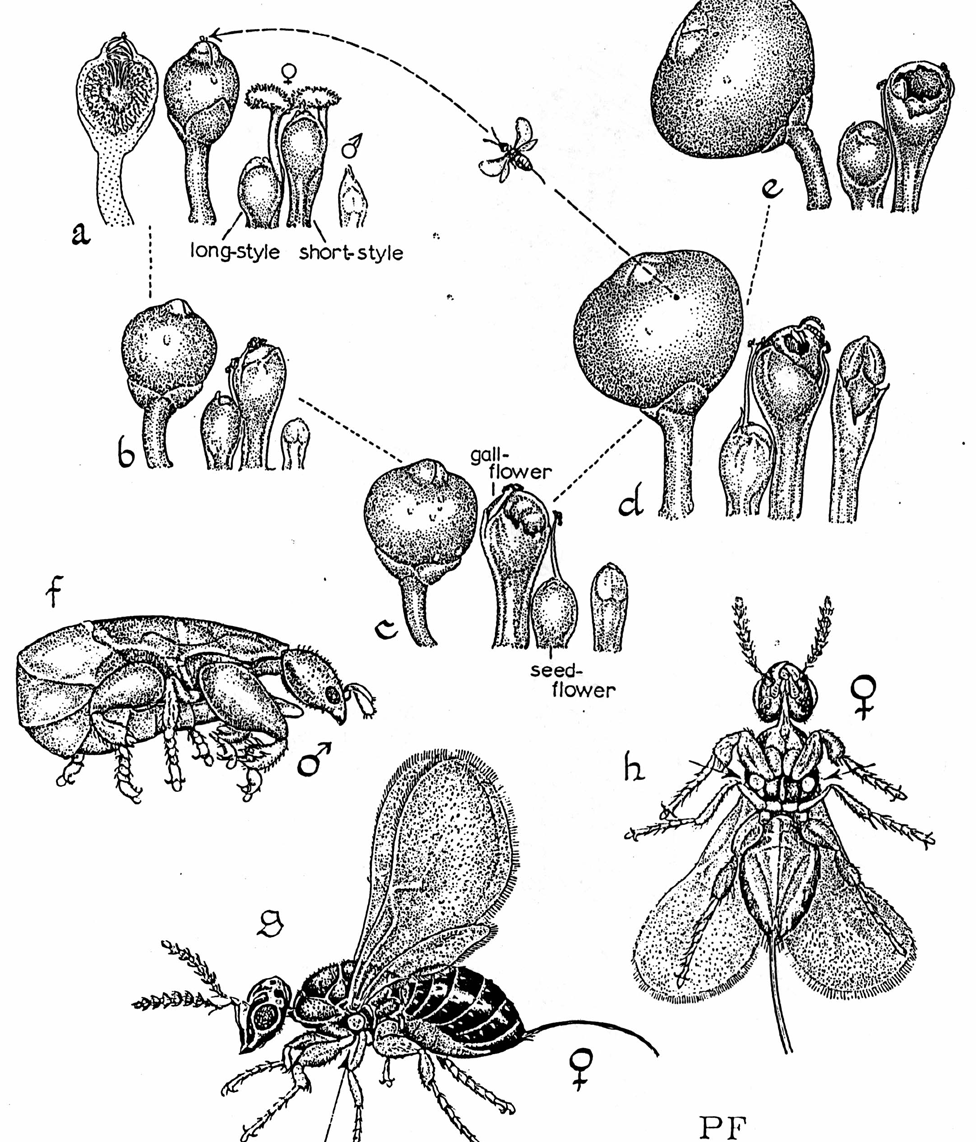 ♀
♂
a
long-style short-style
e
b
gall-
flower
d
c
seed-
flower
f
♂
♀
h
g
♀
PF